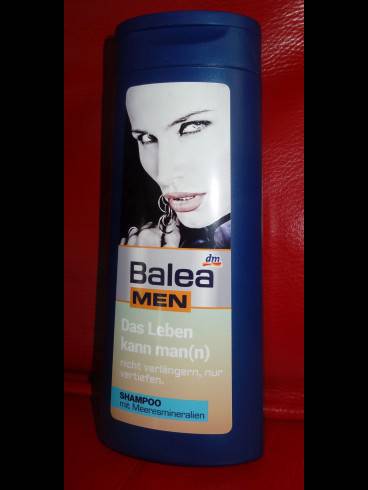 dm
Balea
MEN
Das Leben
kann man(n)
nicht verlängern, nur
vertiefen.
SHAMPOO
mit Meeresmineralien